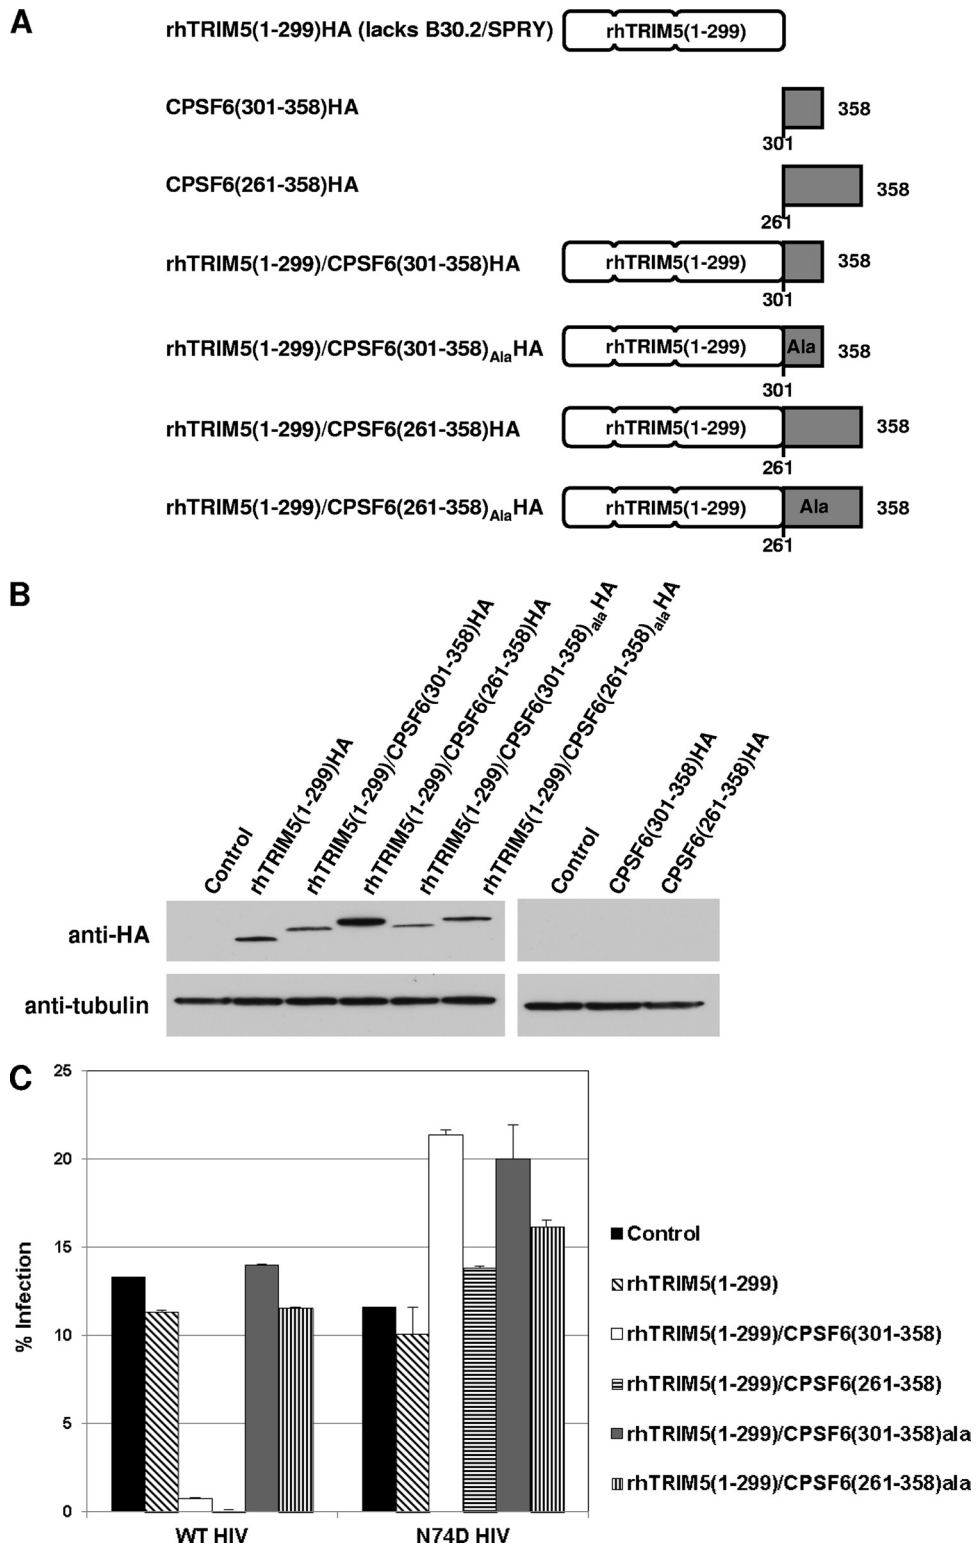 A
rhTRIM5(1-299)HA (lacks B30.2/SPRY)
rhTRIM5(1-299)
CPSF6(301-358)HA
358
301
CPSF6(261-358)HA
358
261
rhTRIM5(1-299)/CPSF6(301-358)HA
rhTRIM5(1-299)
358
301
rhTRIM5(1-299)/CPSF6(301-358)AlaHA
rhTRIM5(1-299)
Ala
358
301
rhTRIM5(1-299)/CPSF6(261-358)HA
rhTRIM5(1-299)
358
261
rhTRIM5(1-299)/CPSF6(261-358)AlaHA
rhTRIM5(1-299)
Ala
358
261
B
Control
rhTRIM5(1-299)HA
rhTRIM5(1-299)/CPSF6(301-358)HA
rhTRIM5(1-299)/CPSF6(261-358)HA
rhTRIM5(1-299)/CPSF6(301-358)alaHA
rhTRIM5(1-299)/CPSF6(261-358)alaHA
Control
CPSF6(301-358)HA
CPSF6(261-358)HA
anti-HA
anti-tubulin
C
25
20
15
10
5
0
% Infection
WT HIV
N74D HIV
Control
rhTRIM5(1-299)
rhTRIM5(1-299)/CPSF6(301-358)
rhTRIM5(1-299)/CPSF6(261-358)
rhTRIM5(1-299)/CPSF6(301-358)ala
rhTRIM5(1-299)/CPSF6(261-358)ala